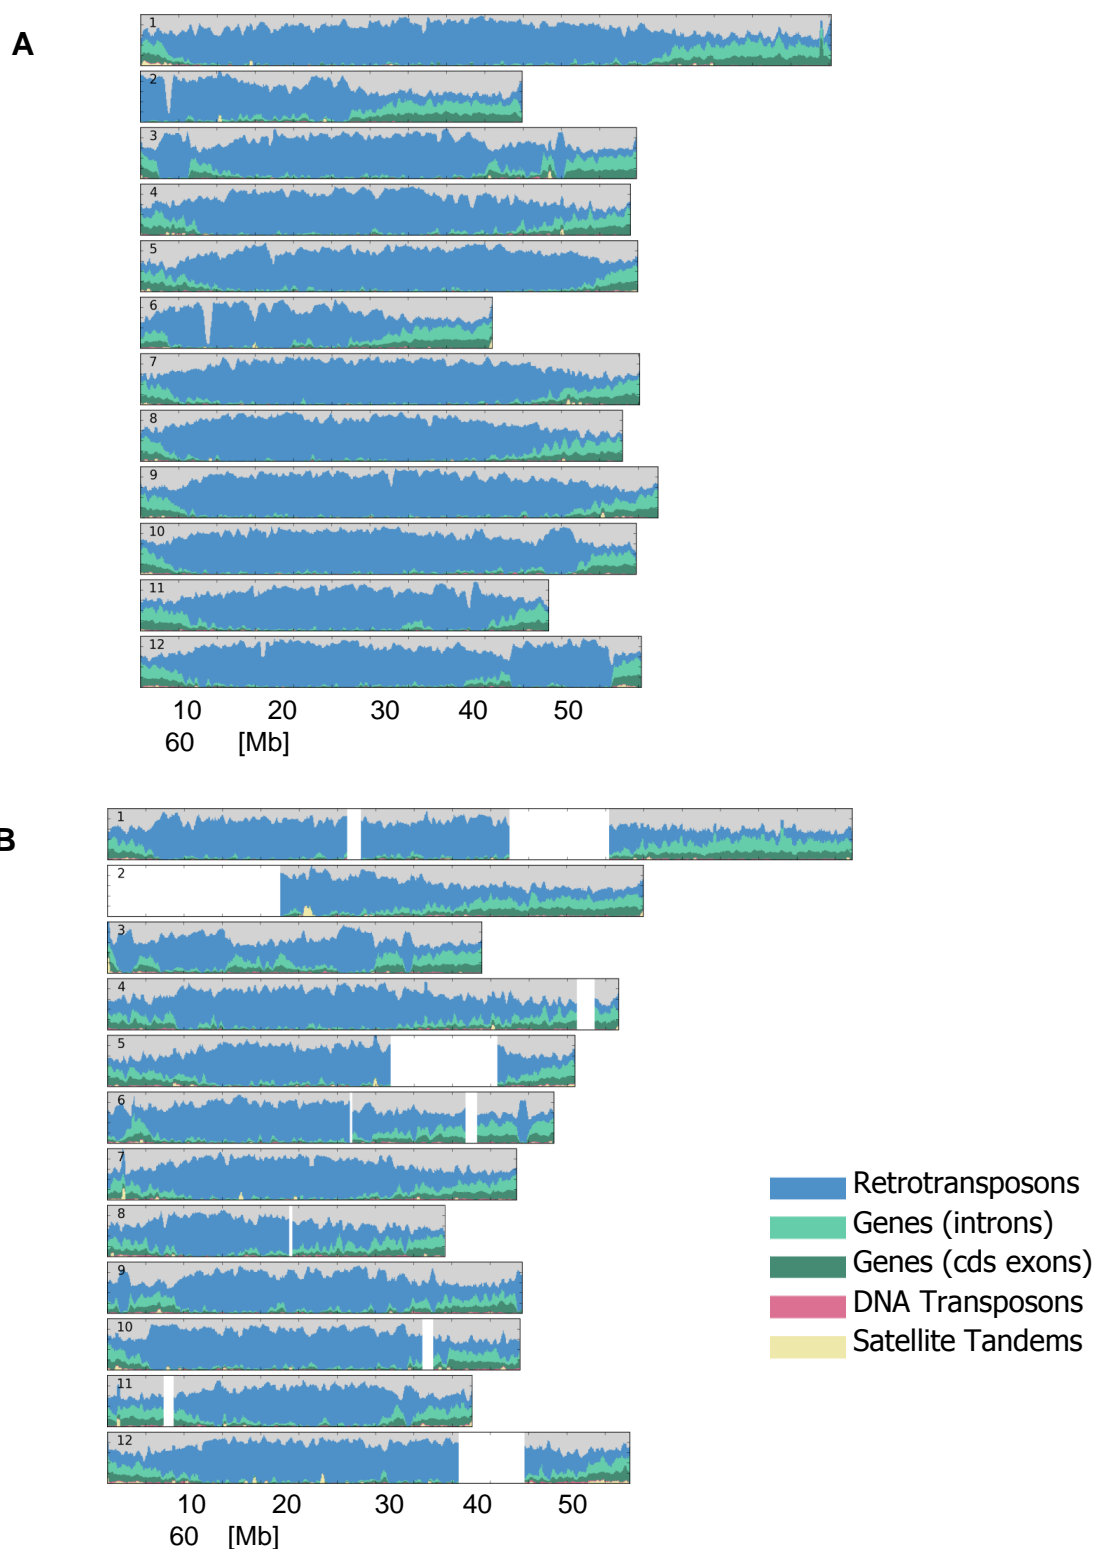 A
1
2
3
4
5
6
7
8
9
10
11
12
10 20 30 40 50
60 [Mb]
B
1
2
3
4
5
6
7
8
9
10
11
12
Retrotransposons
Genes (introns)
Genes (cds exons)
DNA Transposons
Satellite Tandems
10 20 30 40 50
60 [Mb]